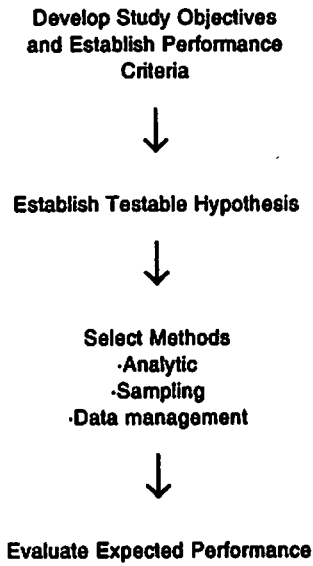 Develop Study Objectives
and Establish Performance
Criteria
Establish Testable Hypothesis
Select Methods
·Analytic
·Sampling
·Data management
Evaluate Expected Performance